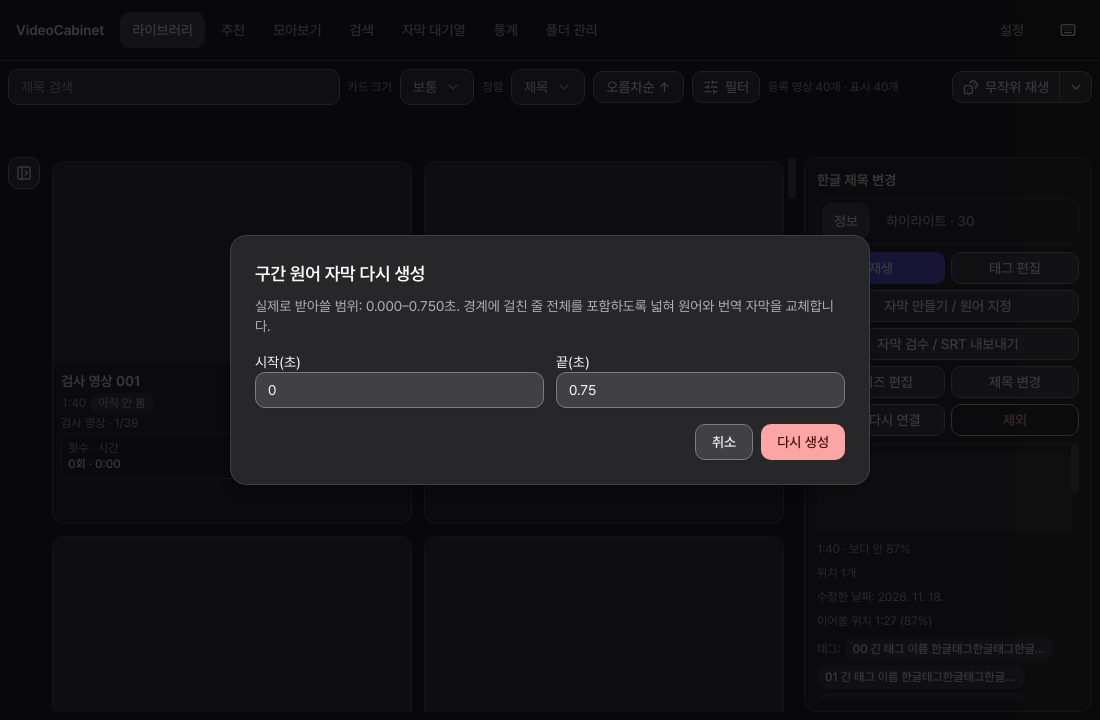 VideoCabinet 라이브러리 추천 모아보기 검색 자막 대기열 통계 폴더 관리 설정
제목 검색 카드 크기 보통 정렬 제목 오름차순 ↑ 필터 등록 영상 40개 · 표시 40개 무작위 재생
한글 제목 변경
정보 하이라이트 · 30
재생 태그 편집
자막 만들기 / 원어 지정
자막 검수 / SRT 내보내기
편집 제목 변경
다시 연결 제외
구간 원어 자막 다시 생성
실제로 받아쓸 범위: 0.000–0.750초. 경계에 걸친 줄 전체를 포함하도록 넓혀 원어와 번역 자막을 교체합니
다.
시작(초) 끝(초)
0 0.75
취소 다시 생성
검사 영상 001
1:40 아직 안 봄
검사 영상 · 1/39
횟수 · 시간
0회 · 0:00
1:40 · 보다 만 87%
위치 1개
수정한 날짜: 2026. 11. 18.
이어볼 위치 1:27 (87%)
태그: 00 긴 태그 이름 한글태그한글태그한글...
01 긴 태그 이름 한글태그한글태그한글...